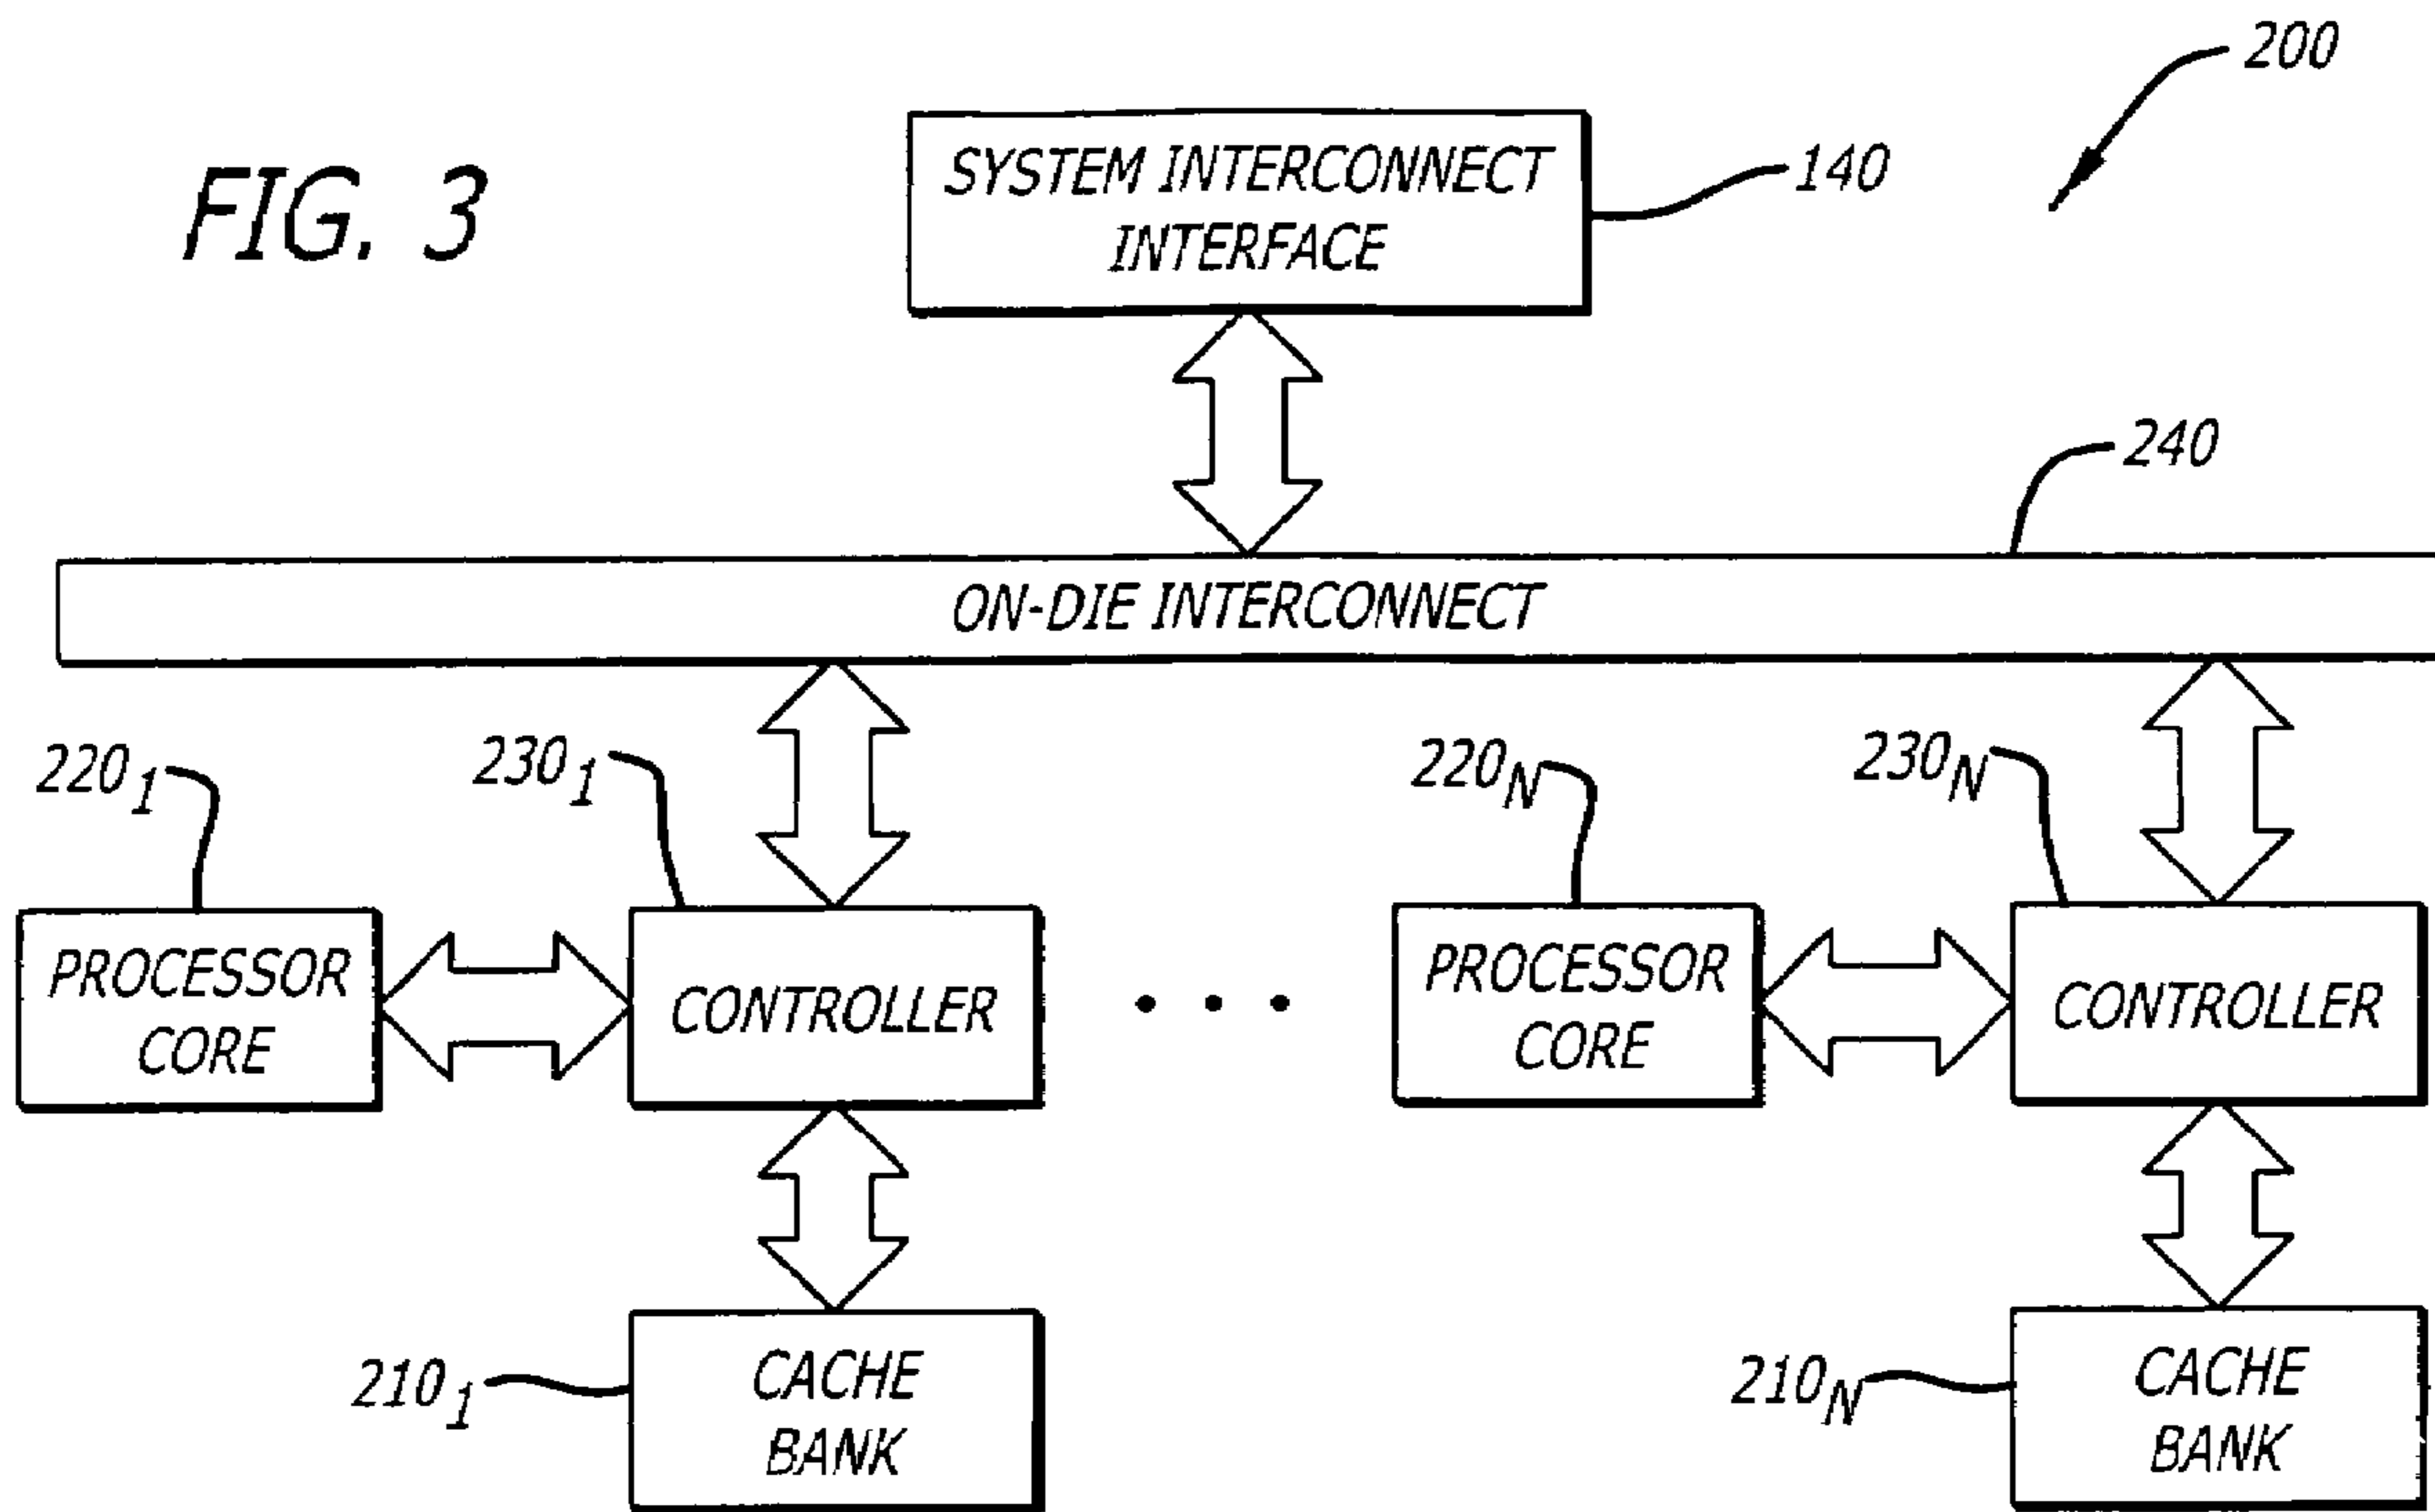 FIG. 3
200
SYSTEM INTERCONNECT
INTERFACE
140
240
ON-DIE INTERCONNECT
220₁
230₁
220N
230N
PROCESSOR
CORE
CONTROLLER
• • •
PROCESSOR
CORE
CONTROLLER
210₁
CACHE
BANK
210N
CACHE
BANK